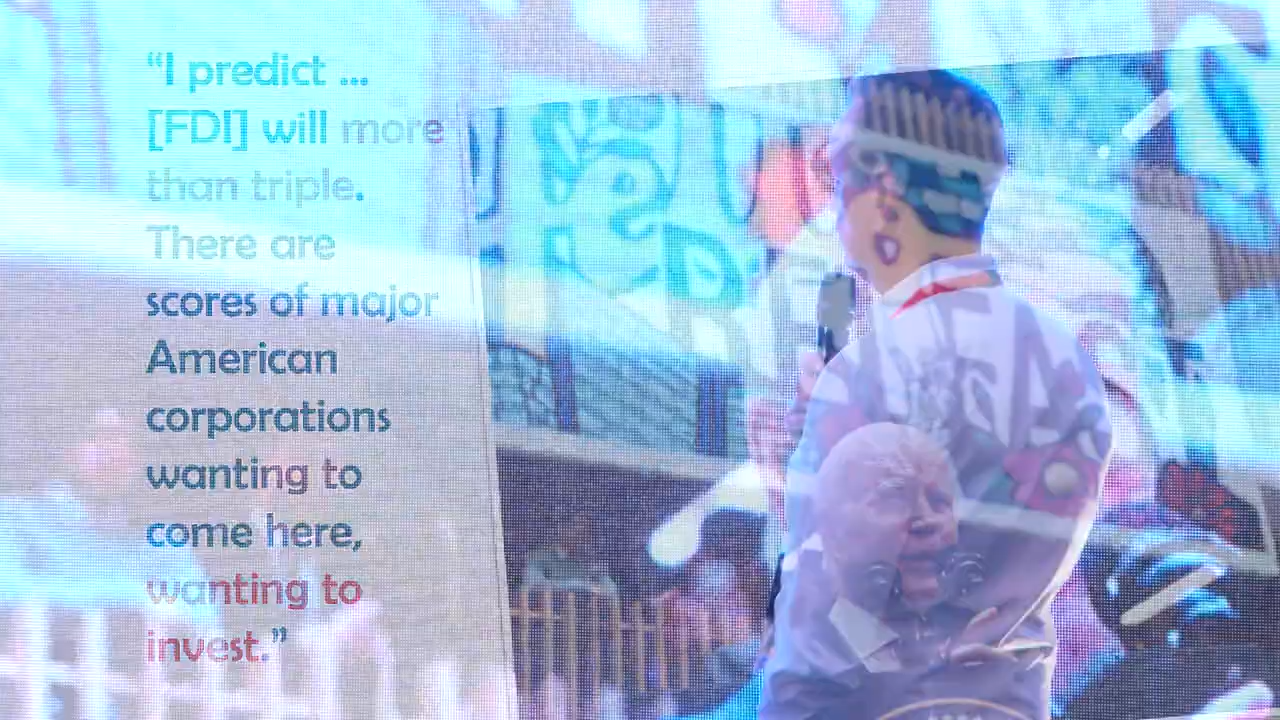 “I predict ...
[FDI] will more
than triple.
There are
scores of major
American
corporations
wanting to
come here,
wanting to
invest.”